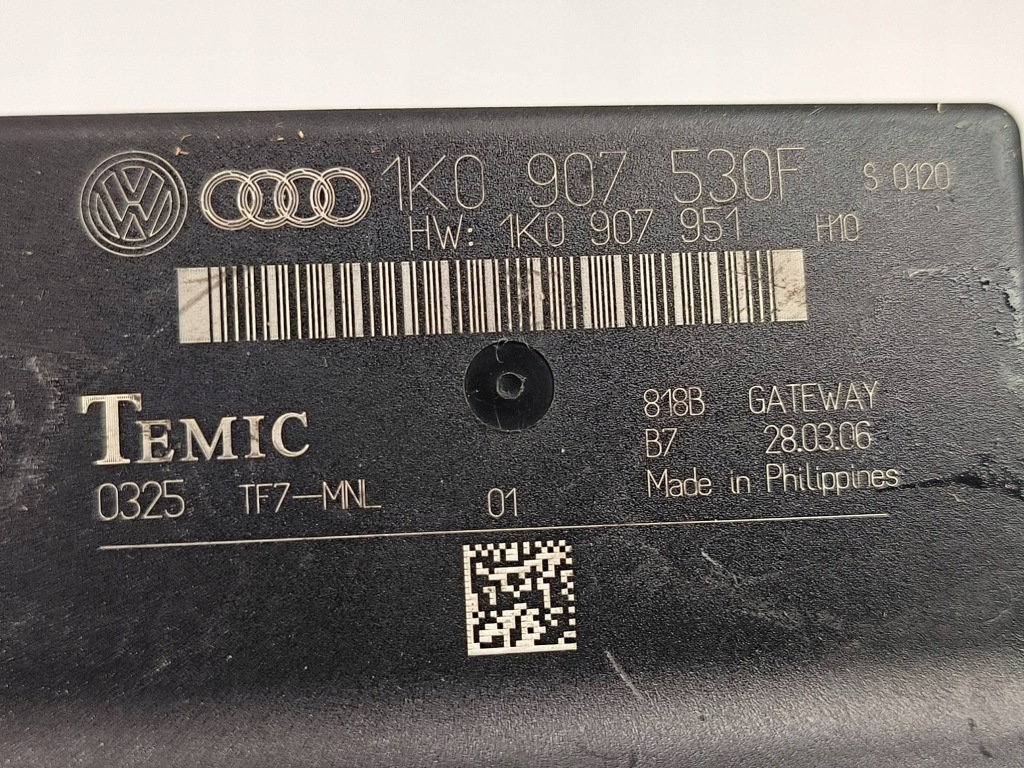 1K0 907 530F S 0120
HW: 1K0 907 951 H10
TEMIC
818B GATEWAY
B7 28.03.06
0325 TF7-MNL 01
Made in Philippines